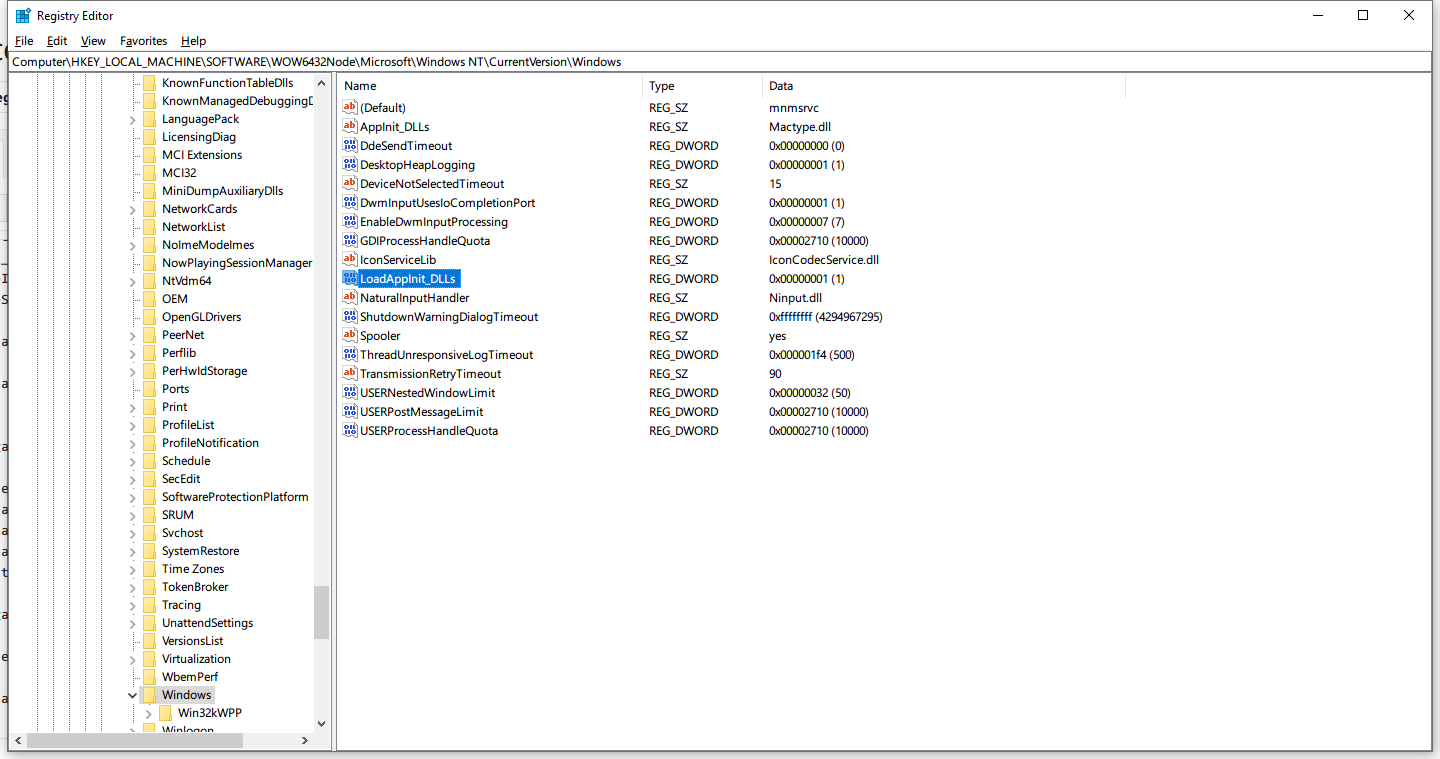 Registry Editor
File Edit View Favorites Help
Computer\HKEY_LOCAL_MACHINE\SOFTWARE\WOW6432Node\Microsoft\Windows NT\CurrentVersion\Windows
KnownFunctionTableDlls
KnownManagedDebuggingD
LanguagePack
LicensingDiag
MCI Extensions
MCI32
MiniDumpAuxiliaryDlls
NetworkCards
NetworkList
NoImeModeImes
NowPlayingSessionManager
NtVdm64
OEM
OpenGLDrivers
PeerNet
Perflib
PerHwIdStorage
Ports
Print
ProfileList
ProfileNotification
Schedule
SecEdit
SoftwareProtectionPlatform
SRUM
Svchost
SystemRestore
Time Zones
TokenBroker
Tracing
UnattendSettings
VersionsList
Virtualization
WbemPerf
Windows
Win32kWPP
Winlogon
Name Type Data
(Default) REG_SZ mnmsrvc
AppInit_DLLs REG_SZ Mactype.dll
DdeSendTimeout REG_DWORD 0x00000000 (0)
DesktopHeapLogging REG_DWORD 0x00000001 (1)
DeviceNotSelectedTimeout REG_SZ 15
DwmInputUsesIoCompletionPort REG_DWORD 0x00000001 (1)
EnableDwmInputProcessing REG_DWORD 0x00000007 (7)
GDIProcessHandleQuota REG_DWORD 0x00002710 (10000)
IconServiceLib REG_SZ IconCodecService.dll
LoadAppInit_DLLs REG_DWORD 0x00000001 (1)
NaturalInputHandler REG_SZ Ninput.dll
ShutdownWarningDialogTimeout REG_DWORD 0xffffffff (4294967295)
Spooler REG_SZ yes
ThreadUnresponsiveLogTimeout REG_DWORD 0x000001f4 (500)
TransmissionRetryTimeout REG_SZ 90
USERNestedWindowLimit REG_DWORD 0x00000032 (50)
USERPostMessageLimit REG_DWORD 0x00002710 (10000)
USERProcessHandleQuota REG_DWORD 0x00002710 (10000)